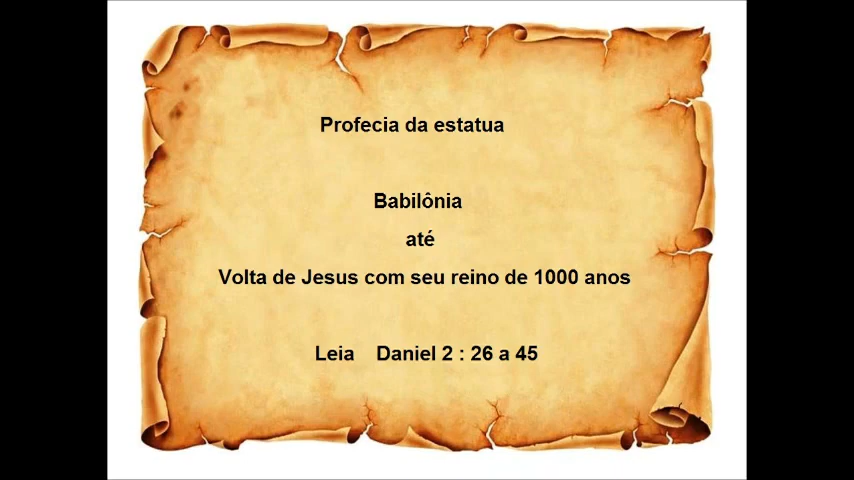 Profecia da estatua
Babilônia
até
Volta de Jesus com seu reino de 1000 anos
Leia Daniel 2 : 26 a 45